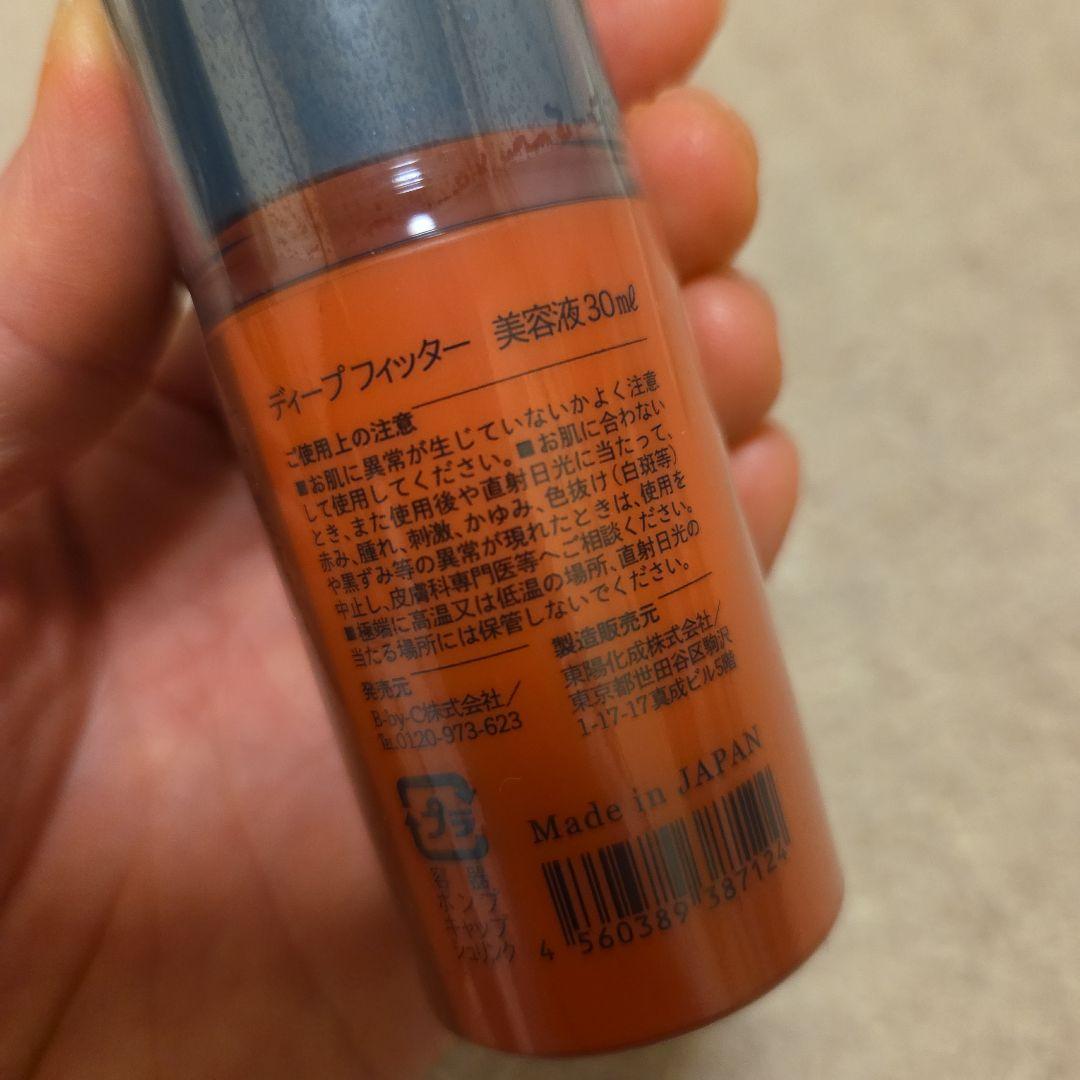 ディープフィッター 美容液30mℓ
ご使用上の注意
■お肌に異常が生じていないかよく注意
して使用してください。■お肌に合わない
とき、また使用後や直射日光に当たって、
赤み、腫れ、刺激、かゆみ、色抜け(白斑等)
や黒ずみ等の異常が現れたときは、使用を
中止し、皮膚科専門医等へご相談ください。
■極端に高温又は低温の場所、直射日光の
当たる場所には保管しないでください。
発売元
B-by-C株式会社/
TEL.0120-973-623
製造販売元
東陽化成株式会社/
東京都世田谷区駒沢
1-17-17真成ビル5階
プラ
容器
ポンプ
キャップ
シュリンク
Made in JAPAN
4 560389 387124